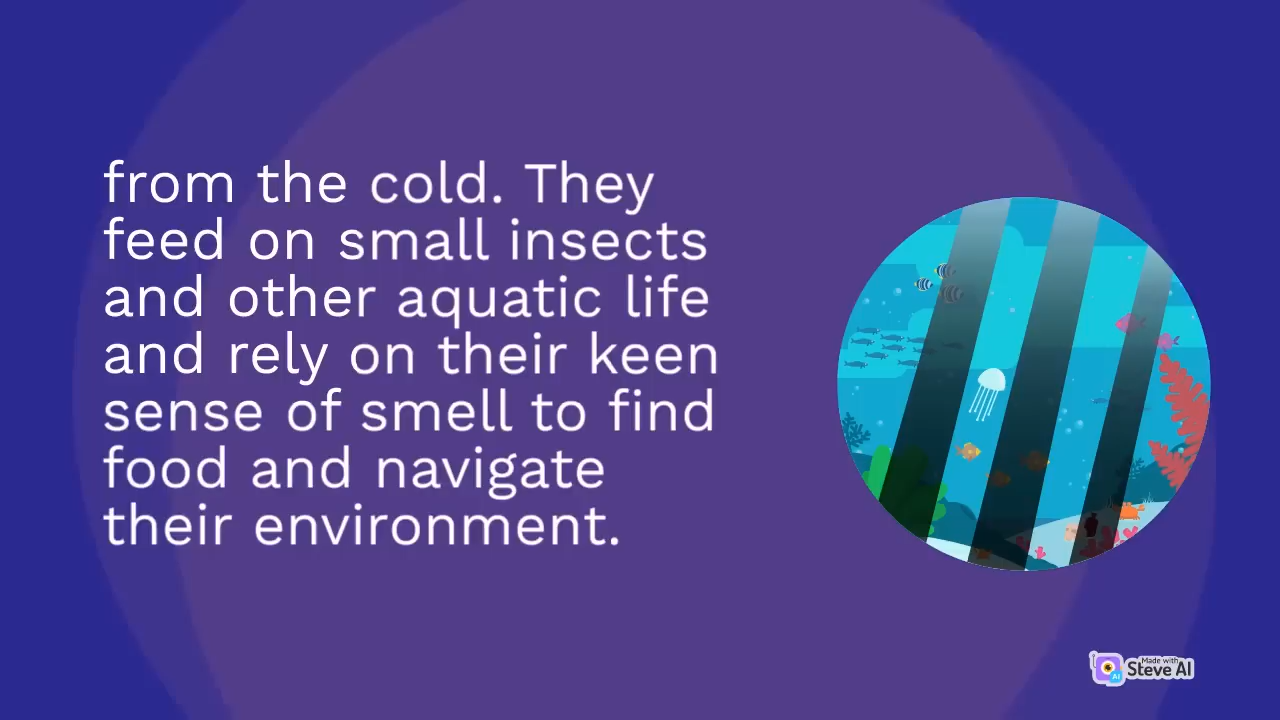 from the cold. They
feed on small insects
and other aquatic life
and rely on their keen
sense of smell to find
food and navigate
their environment.
Made with
Steve AI
AI